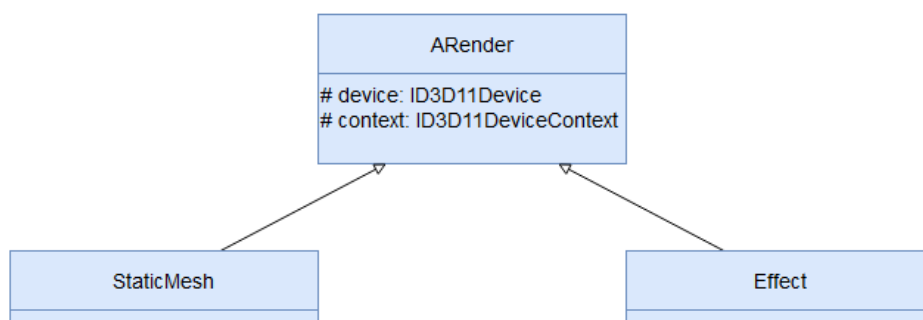 ARender
# device: ID3D11Device
# context: ID3D11DeviceContext
StaticMesh
Effect